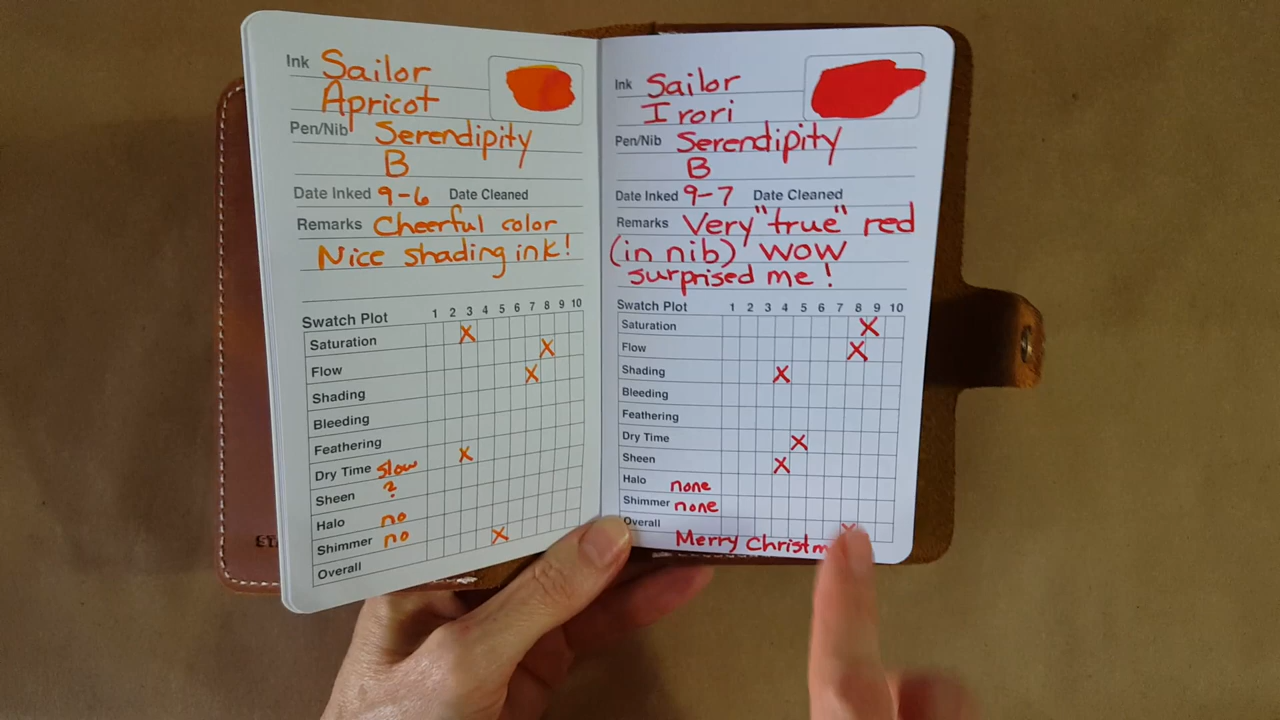 Ink Sailor
Apricot
Pen/Nib Serendipity
B
Date Inked 9-6 Date Cleaned
Remarks Cheerful color
Nice shading ink!
Swatch Plot 1 2 3 4 5 6 7 8 9 10
Saturation X
Flow X
Shading X
Bleeding
Feathering
Dry Time slow X
Sheen ?
Halo no
Shimmer no
Overall X
Ink Sailor
Irori
Pen/Nib Serendipity
B
Date Inked 9-7 Date Cleaned
Remarks Very "true" red
(in nib) WOW
surprised me!
Swatch Plot 1 2 3 4 5 6 7 8 9 10
Saturation X
Flow X
Shading X
Bleeding
Feathering
Dry Time X
Sheen X
Halo none
Shimmer none
Overall X
Merry